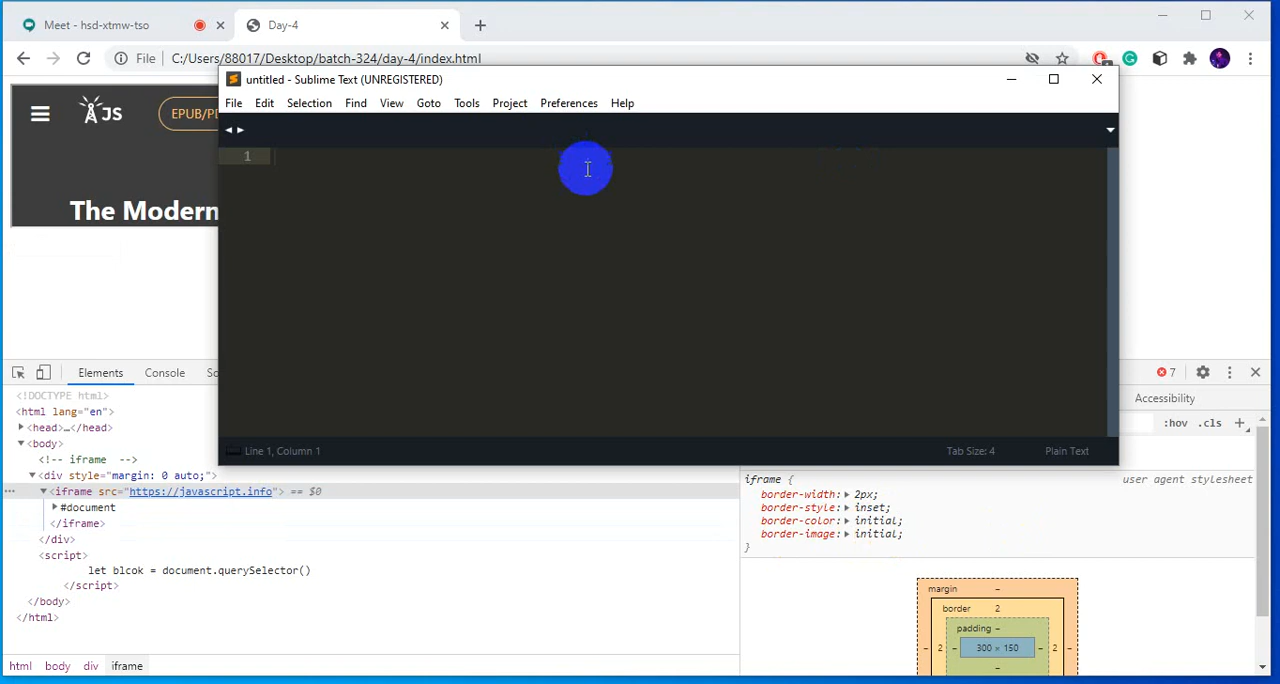 Meet - hsd-xtmw-tso
Day-4
File
C:/Users/88017/Desktop/batch-324/day-4/index.html
untitled - Sublime Text (UNREGISTERED)
File Edit Selection Find View Goto Tools Project Preferences Help
JS
EPUB/PD
1
The Modern
Line 1, Column 1
Tab Size: 4
Plain Text
Elements Console So
7
<!DOCTYPE html>
<html lang="en">
<head>…</head>
<body>
<!-- iframe -->
<div style="margin: 0 auto;">
<iframe src="https://javascript.info"> == $0
#document
</iframe>
</div>
<script>
let blcok = document.querySelector()
</script>
</body>
</html>
html body div iframe
Accessibility
:hov .cls +
iframe {
user agent stylesheet
border-width: 2px;
border-style: inset;
border-color: initial;
border-image: initial;
}
margin -
border 2
padding -
- 2 - 300 × 150 - 2 -
-